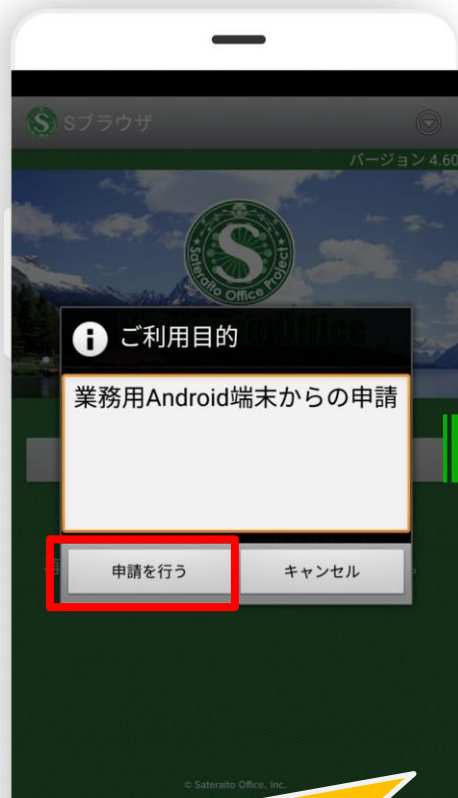 Sブラウザ
バージョン 4.60
Sateraito Office Project
S
ご利用目的
業務用Android端末からの申請
申請を行う
キャンセル
© Sateraito Office, Inc.